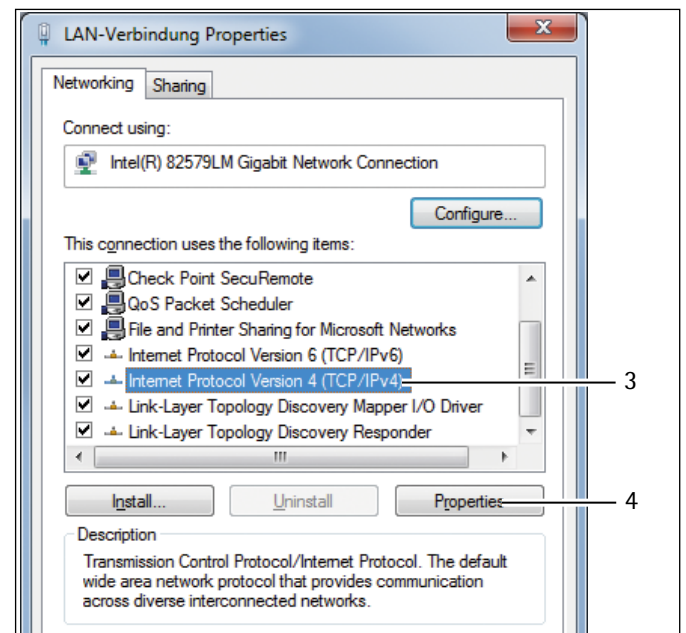 LAN-Verbindung Properties
X
Networking
Sharing
Connect using:
Intel(R) 82579LM Gigabit Network Connection
Configure...
This connection uses the following items:
Check Point SecuRemote
QoS Packet Scheduler
File and Printer Sharing for Microsoft Networks
Internet Protocol Version 6 (TCP/IPv6)
Internet Protocol Version 4 (TCP/IPv4)
3
Link-Layer Topology Discovery Mapper I/O Driver
Link-Layer Topology Discovery Responder
Install...
Uninstall
Properties
4
Description
Transmission Control Protocol/Internet Protocol. The default
wide area network protocol that provides communication
across diverse interconnected networks.